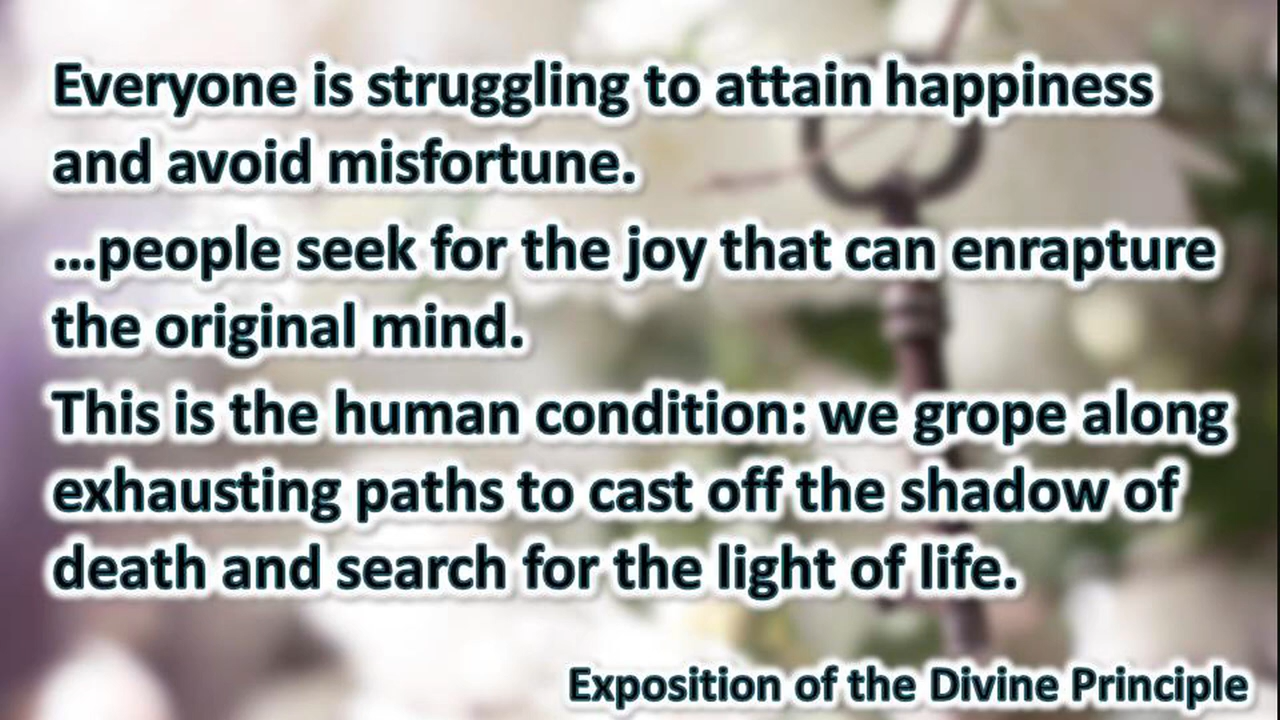 Everyone is struggling to attain happiness
and avoid misfortune.
...people seek for the joy that can enrapture
the original mind.
This is the human condition: we grope along
exhausting paths to cast off the shadow of
death and search for the light of life.
Exposition of the Divine Principle